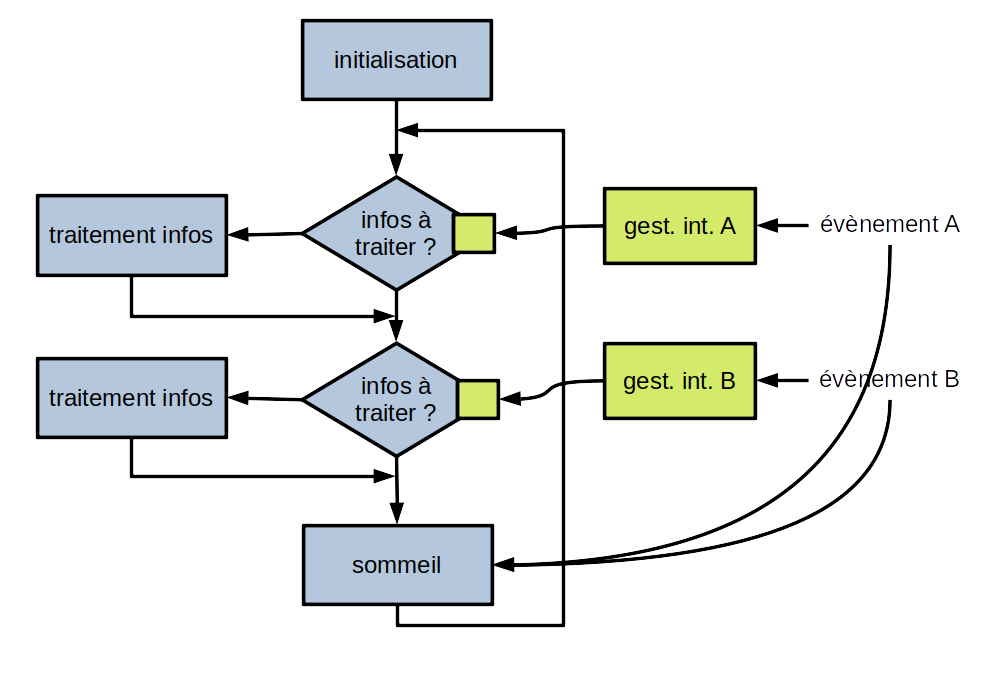 initialisation
infos à
traiter ?
traitement infos
gest. int. A
évènement A
infos à
traiter ?
traitement infos
gest. int. B
évènement B
sommeil